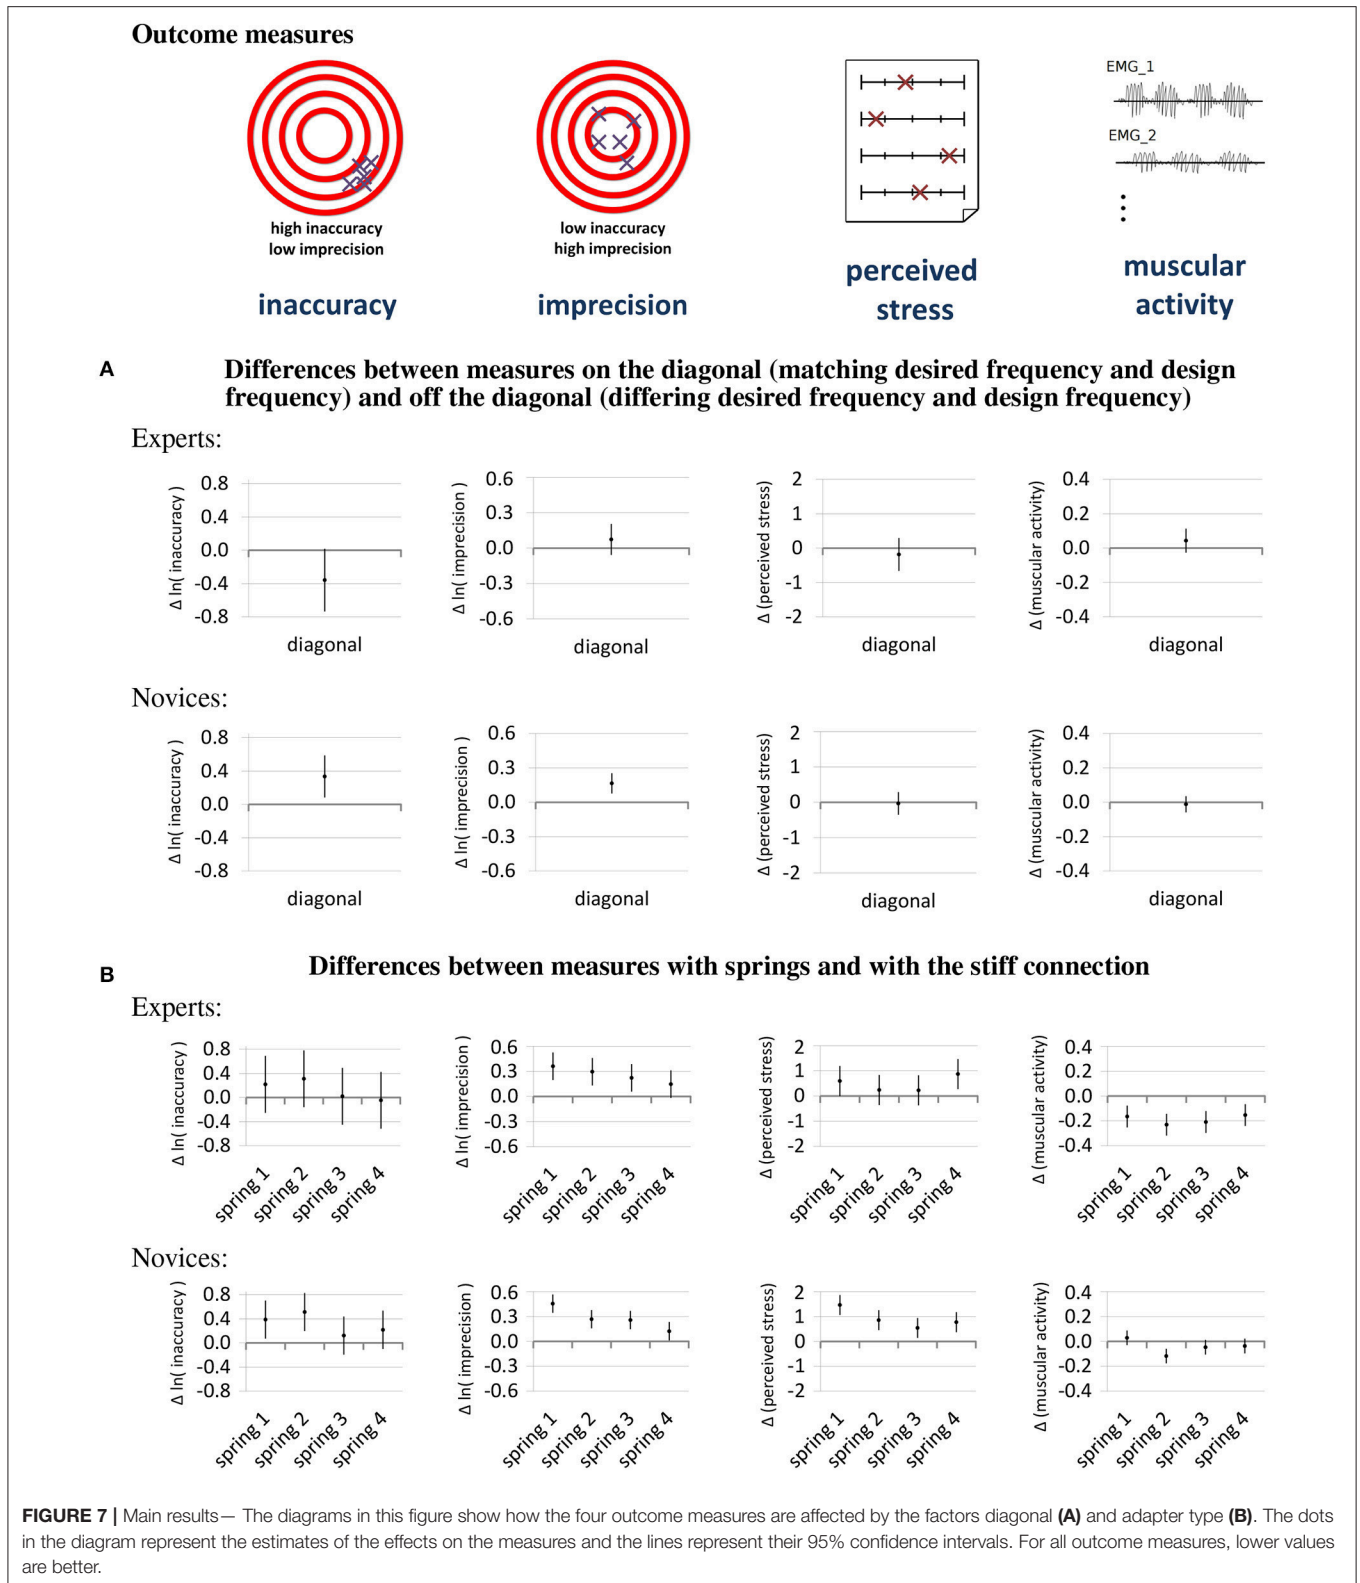 Outcome measures
high inaccuracy
low imprecision
inaccuracy
low inaccuracy
high imprecision
imprecision
perceived
stress
EMG_1
EMG_2
muscular
activity
A
Differences between measures on the diagonal (matching desired frequency and design
frequency) and off the diagonal (differing desired frequency and design frequency)
Experts:
Δ ln( inaccuracy )
0.8
0.4
0.0
-0.4
-0.8
diagonal
Δ ln( imprecision )
0.6
0.3
0.0
-0.3
-0.6
diagonal
Δ (perceived stress)
2
1
0
-1
-2
diagonal
Δ (muscular activity)
0.4
0.2
0.0
-0.2
-0.4
diagonal
Novices:
Δ ln( inaccuracy )
0.8
0.4
0.0
-0.4
-0.8
diagonal
Δ ln( imprecision )
0.6
0.3
0.0
-0.3
-0.6
diagonal
Δ (perceived stress)
2
1
0
-1
-2
diagonal
Δ (muscular activity)
0.4
0.2
0.0
-0.2
-0.4
diagonal
B
Differences between measures with springs and with the stiff connection
Experts:
Δ ln( inaccuracy )
0.8
0.4
0.0
-0.4
-0.8
spring 1
spring 2
spring 3
spring 4
Δ ln( imprecision )
0.6
0.3
0.0
-0.3
-0.6
spring 1
spring 2
spring 3
spring 4
Δ (perceived stress)
2
1
0
-1
-2
spring 1
spring 2
spring 3
spring 4
Δ (muscular activity)
0.4
0.2
0.0
-0.2
-0.4
spring 1
spring 2
spring 3
spring 4
Novices:
Δ ln( inaccuracy )
0.8
0.4
0.0
-0.4
-0.8
spring 1
spring 2
spring 3
spring 4
Δ ln( imprecision )
0.6
0.3
0.0
-0.3
-0.6
spring 1
spring 2
spring 3
spring 4
Δ (perceived stress)
2
1
0
-1
-2
spring 1
spring 2
spring 3
spring 4
Δ (muscular activity)
0.4
0.2
0.0
-0.2
-0.4
spring 1
spring 2
spring 3
spring 4
FIGURE 7 | Main results— The diagrams in this figure show how the four outcome measures are affected by the factors diagonal (A) and adapter type (B). The dots
in the diagram represent the estimates of the effects on the measures and the lines represent their 95% confidence intervals. For all outcome measures, lower values
are better.